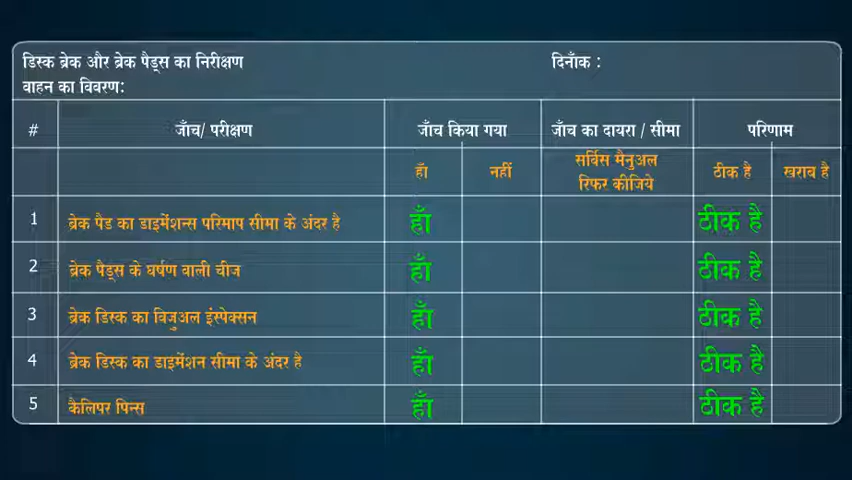 डिस्क ब्रेक और ब्रेक पैड्स का निरीक्षण दिनाँक :
वाहन का विवरण:
# जाँच/ परीक्षण जाँच किया गया जाँच का दायरा / सीमा परिणाम
हाँ नहीं सर्विस मैनुअल रिफर कीजिये ठीक है खराब है
1 ब्रेक पैड का डाइमेंशन्स परिमाप सीमा के अंदर है हाँ ठीक है
2 ब्रेक पैड्स के घर्षण वाली चीज हाँ ठीक है
3 ब्रेक डिस्क का विजुअल इंस्पेक्सन हाँ ठीक है
4 ब्रेक डिस्क का डाइमेंशन सीमा के अंदर है हाँ ठीक है
5 कैलिपर पिन्स हाँ ठीक है